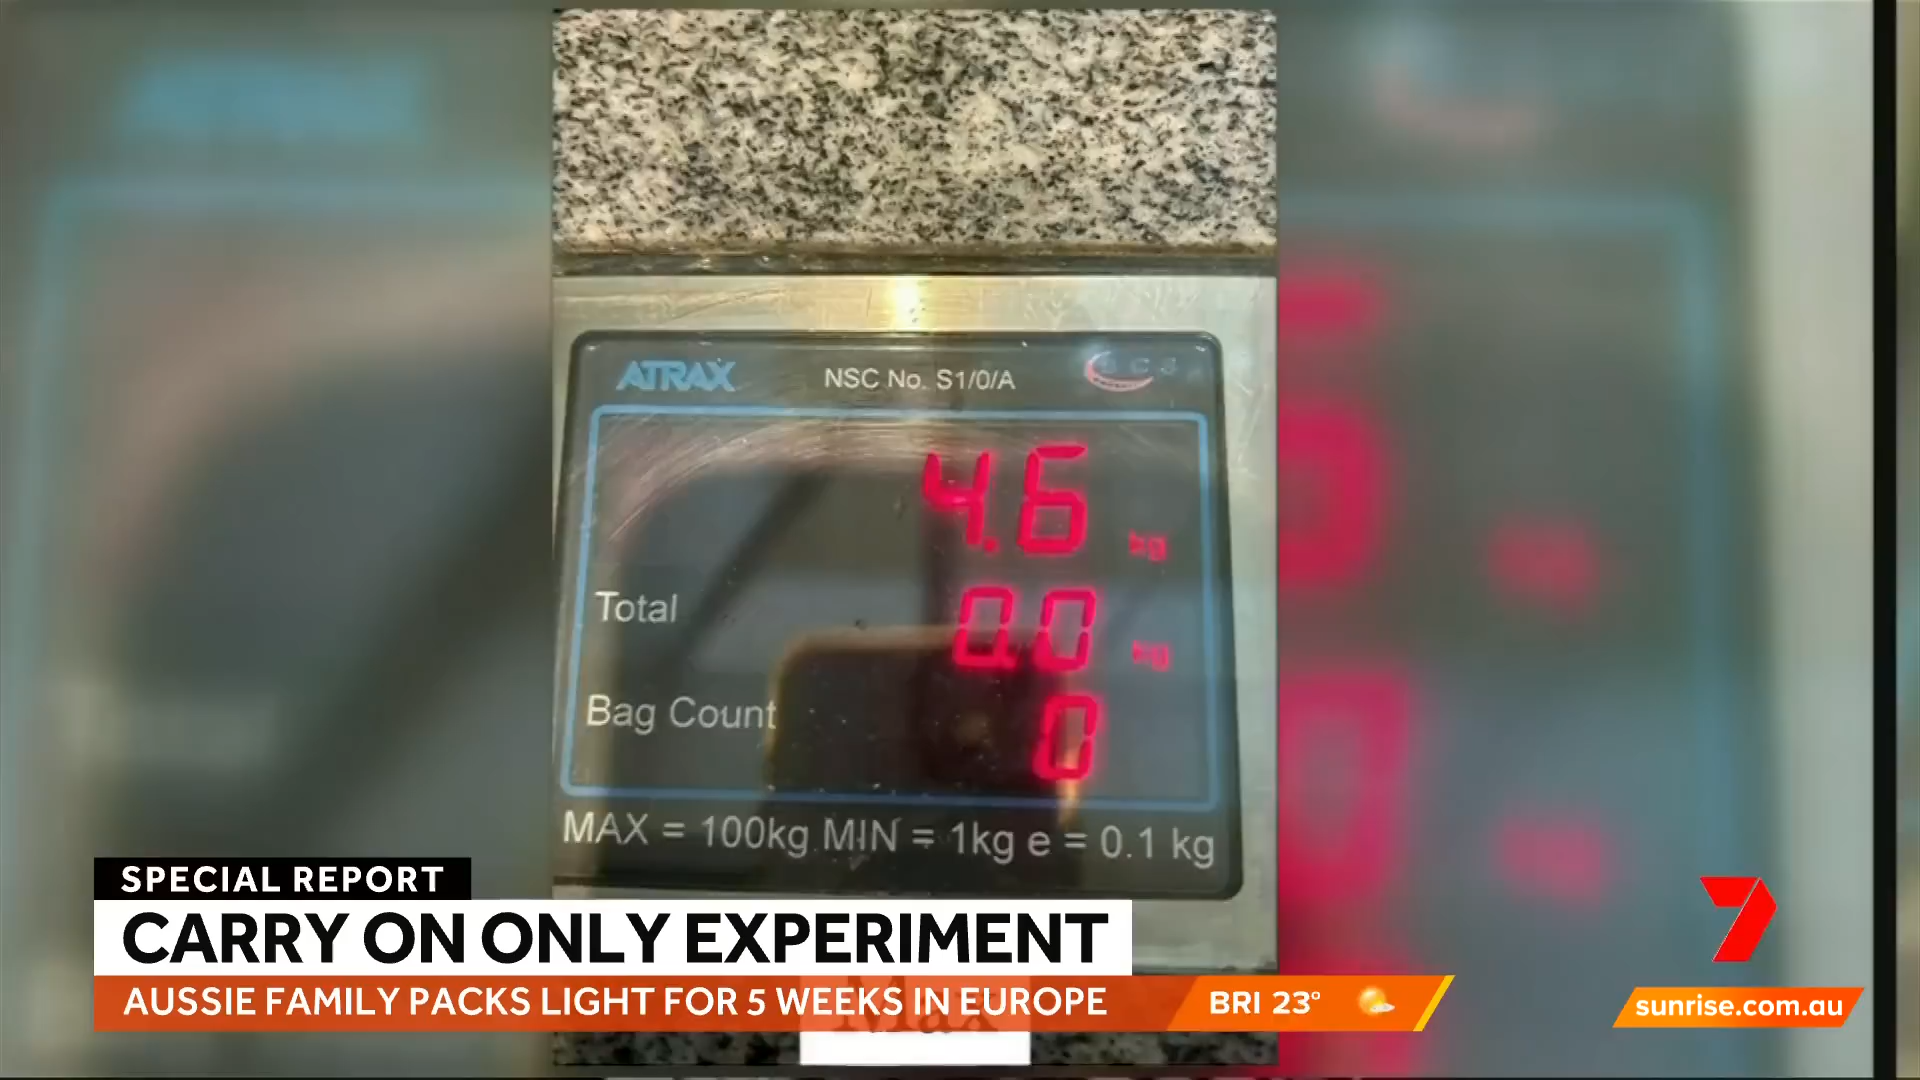 ATRAX
NSC No. S1/0/A
4.6 kg
Total 0.0 kg
Bag Count 0
MAX = 100kg MIN = 1kg e = 0.1 kg
SPECIAL REPORT
CARRY ON ONLY EXPERIMENT
AUSSIE FAMILY PACKS LIGHT FOR 5 WEEKS IN EUROPE
BRI 23°
7
sunrise.com.au
Max